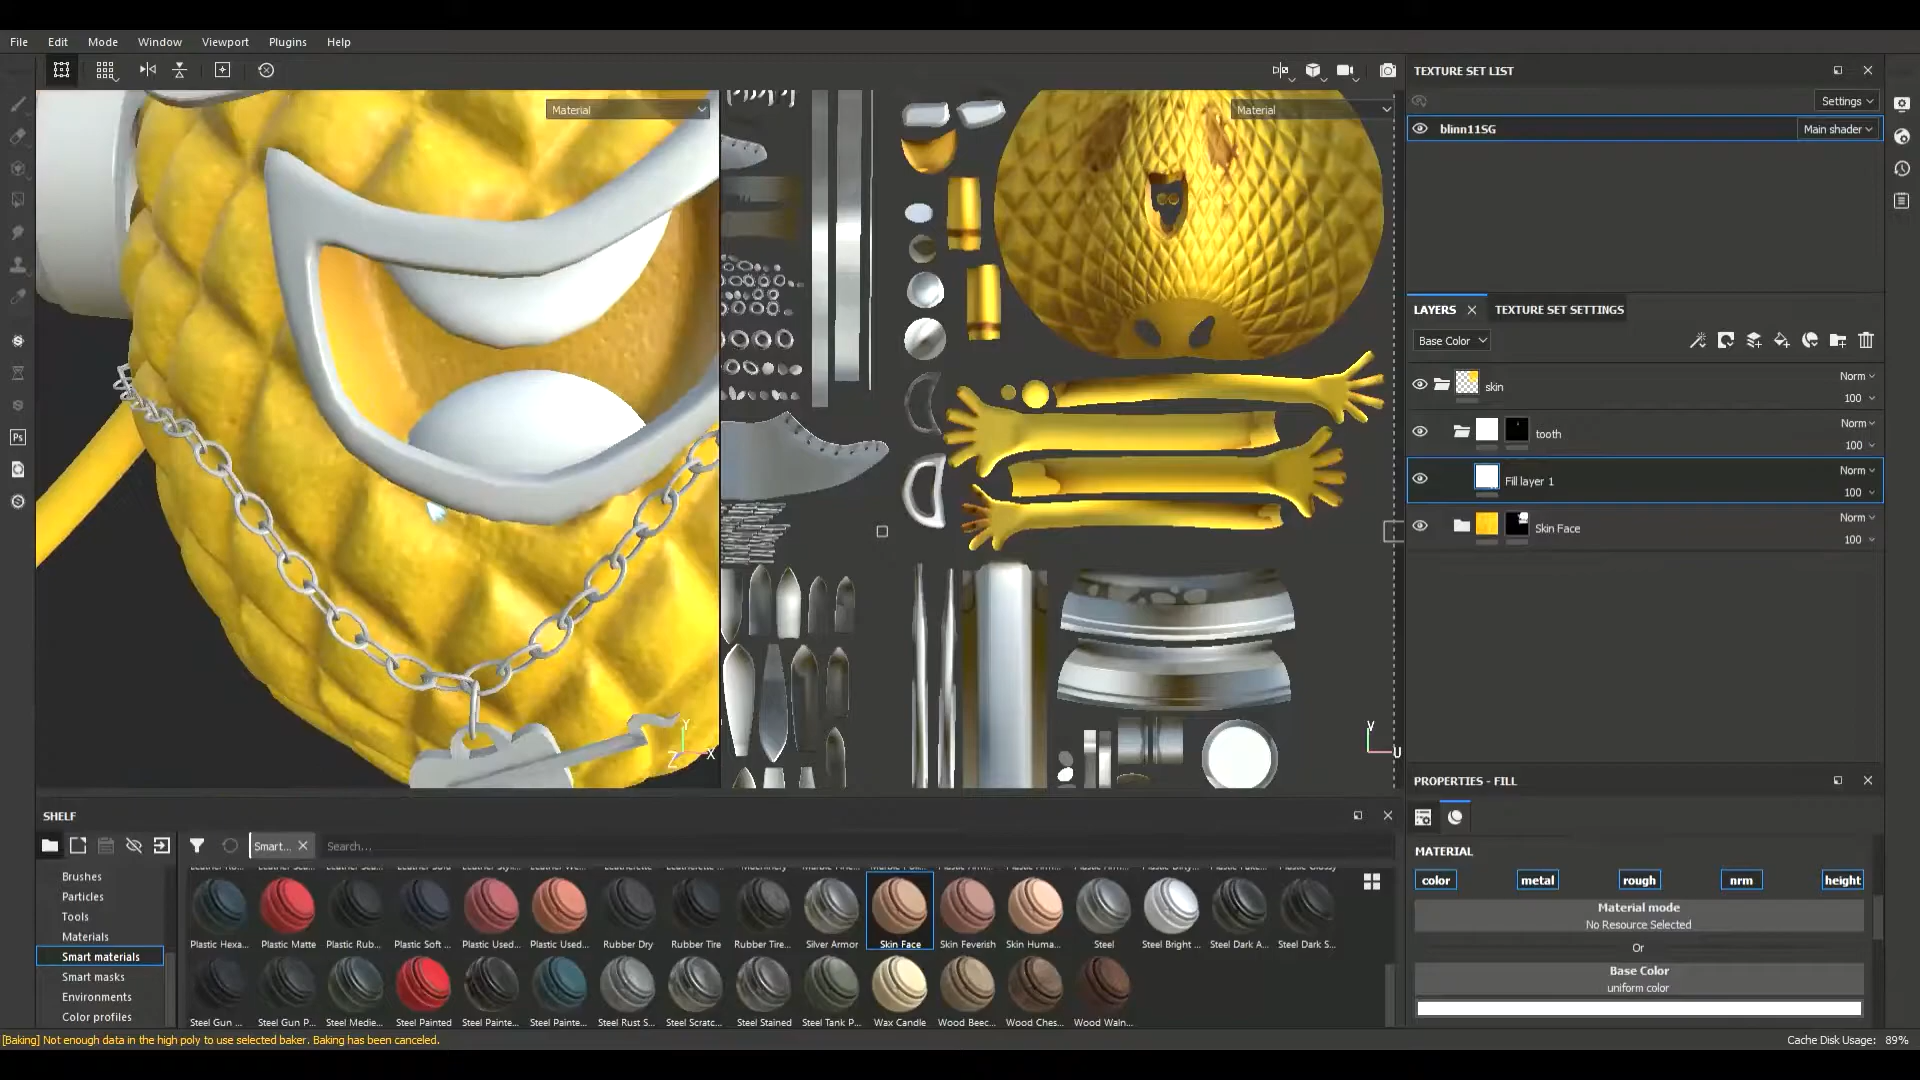 File Edit Mode Window Viewport Plugins Help
Material
Material
TEXTURE SET LIST
Settings
blinn11SG
Main shader
LAYERS
TEXTURE SET SETTINGS
Base Color
skin
Norm
100
tooth
Norm
100
Fill layer 1
Norm
100
Skin Face
Norm
100
Ps
Y
Z X
V
U
PROPERTIES - FILL
MATERIAL
color metal rough nrm height
Material mode
No Resource Selected
Or
Base Color
uniform color
SHELF
Smart...
Search...
Brushes
Particles
Tools
Materials
Smart materials
Smart masks
Environments
Color profiles
Plastic Hexa... Plastic Matte Plastic Rub... Plastic Soft ... Plastic Used... Plastic Used... Rubber Dry Rubber Tire Rubber Tire... Silver Armor Skin Face Skin Feverish Skin Huma... Steel Steel Bright ... Steel Dark A... Steel Dark S...
Steel Gun ... Steel Gun P... Steel Medie... Steel Painted Steel Painte... Steel Painte... Steel Rust S... Steel Scratc... Steel Stained Steel Tank P... Wax Candle Wood Beec... Wood Ches... Wood Waln...
[Baking] Not enough data in the high poly to use selected baker. Baking has been canceled.
Cache Disk Usage: 89%